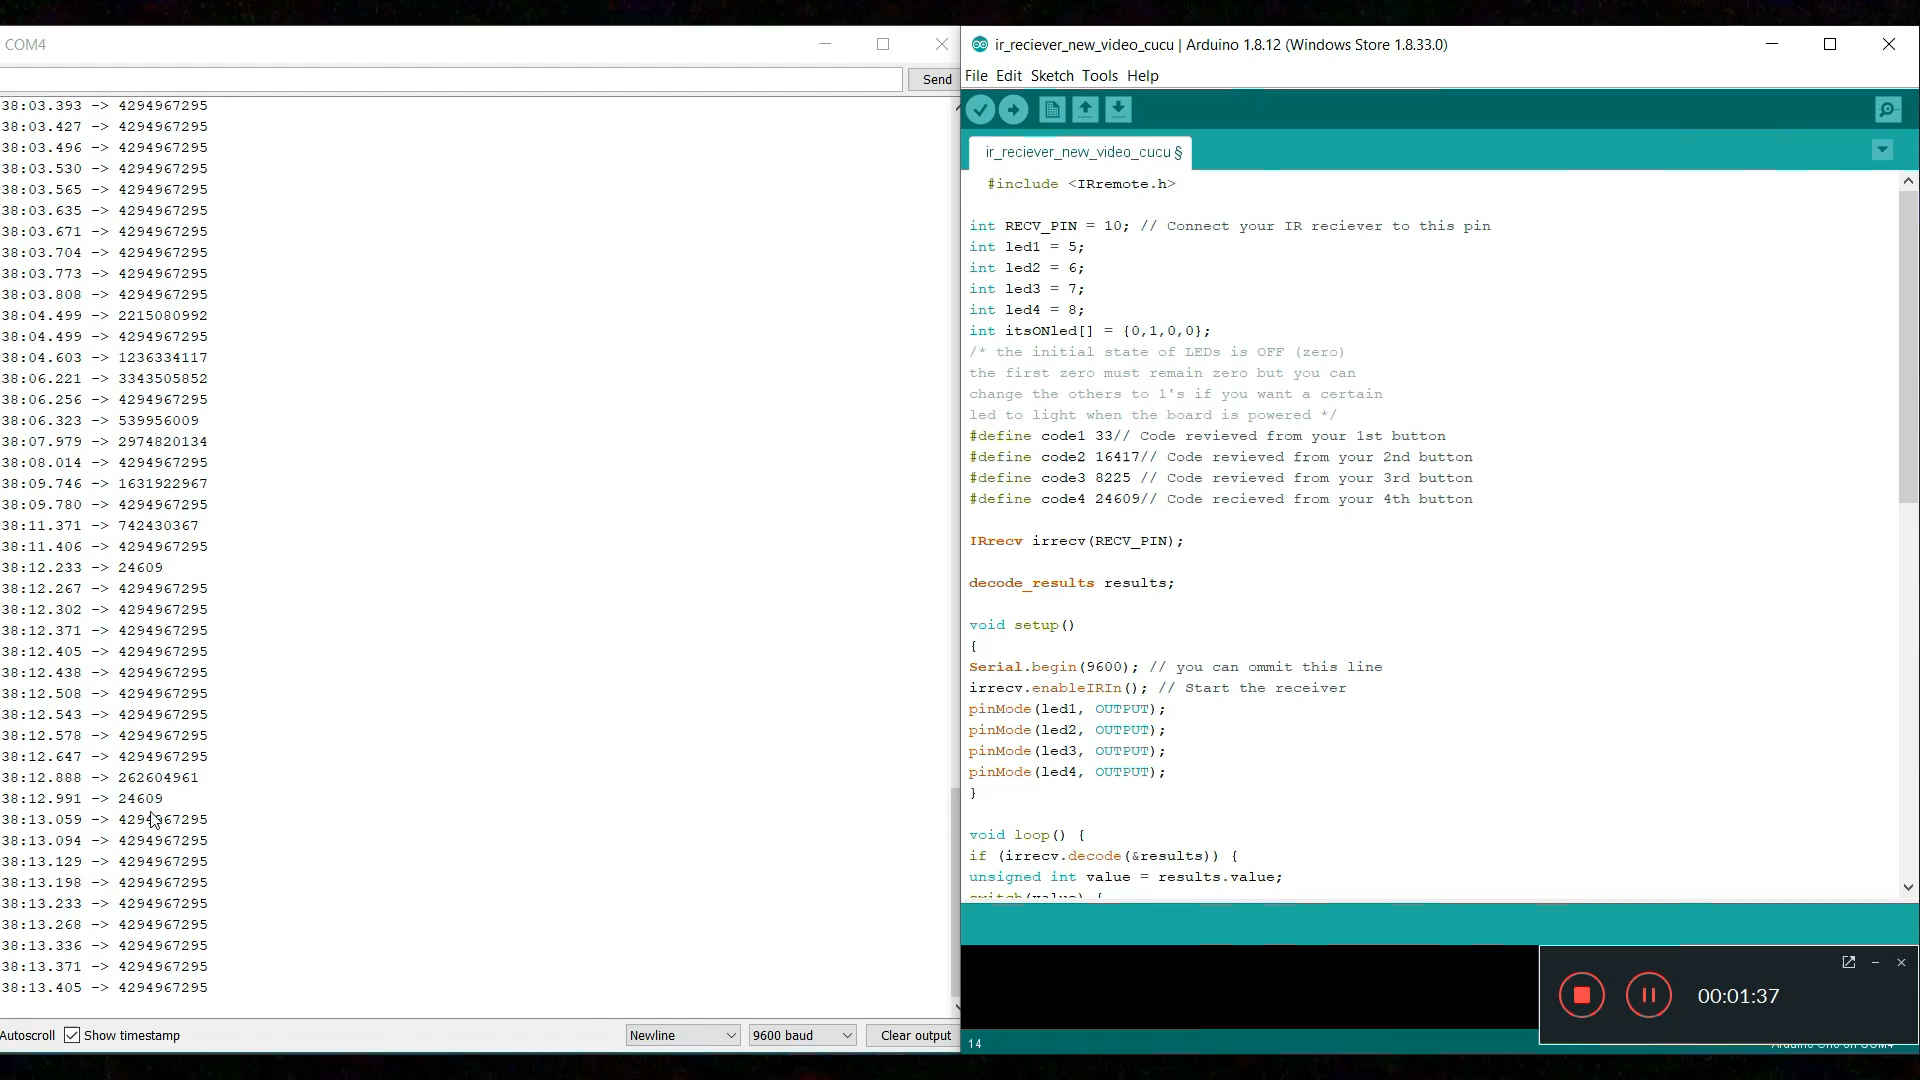 COM4
Send
38:03.393 -> 4294967295
38:03.427 -> 4294967295
38:03.496 -> 4294967295
38:03.530 -> 4294967295
38:03.565 -> 4294967295
38:03.635 -> 4294967295
38:03.671 -> 4294967295
38:03.704 -> 4294967295
38:03.773 -> 4294967295
38:03.808 -> 4294967295
38:04.499 -> 2215080992
38:04.499 -> 4294967295
38:04.603 -> 1236334117
38:06.221 -> 3343505852
38:06.256 -> 4294967295
38:06.323 -> 539956009
38:07.979 -> 2974820134
38:08.014 -> 4294967295
38:09.746 -> 1631922967
38:09.780 -> 4294967295
38:11.371 -> 742430367
38:11.406 -> 4294967295
38:12.233 -> 24609
38:12.267 -> 4294967295
38:12.302 -> 4294967295
38:12.371 -> 4294967295
38:12.405 -> 4294967295
38:12.438 -> 4294967295
38:12.508 -> 4294967295
38:12.543 -> 4294967295
38:12.578 -> 4294967295
38:12.647 -> 4294967295
38:12.888 -> 262604961
38:12.991 -> 24609
38:13.059 -> 4294967295
38:13.094 -> 4294967295
38:13.129 -> 4294967295
38:13.198 -> 4294967295
38:13.233 -> 4294967295
38:13.268 -> 4294967295
38:13.336 -> 4294967295
38:13.371 -> 4294967295
38:13.405 -> 4294967295
Autoscroll Show timestamp Newline 9600 baud Clear output
ir_reciever_new_video_cucu | Arduino 1.8.12 (Windows Store 1.8.33.0)
File Edit Sketch Tools Help
ir_reciever_new_video_cucu §
#include <IRremote.h>
int RECV_PIN = 10; // Connect your IR reciever to this pin
int led1 = 5;
int led2 = 6;
int led3 = 7;
int led4 = 8;
int itsONled[] = {0,1,0,0};
/* the initial state of LEDs is OFF (zero)
the first zero must remain zero but you can
change the others to 1's if you want a certain
led to light when the board is powered */
#define code1 33// Code revieved from your 1st button
#define code2 16417// Code revieved from your 2nd button
#define code3 8225 // Code revieved from your 3rd button
#define code4 24609// Code recieved from your 4th button
IRrecv irrecv(RECV_PIN);
decode_results results;
void setup()
{
Serial.begin(9600); // you can ommit this line
irrecv.enableIRIn(); // Start the receiver
pinMode(led1, OUTPUT);
pinMode(led2, OUTPUT);
pinMode(led3, OUTPUT);
pinMode(led4, OUTPUT);
}
void loop() {
if (irrecv.decode(&results)) {
unsigned int value = results.value;
switch(value) {
00:01:37
14